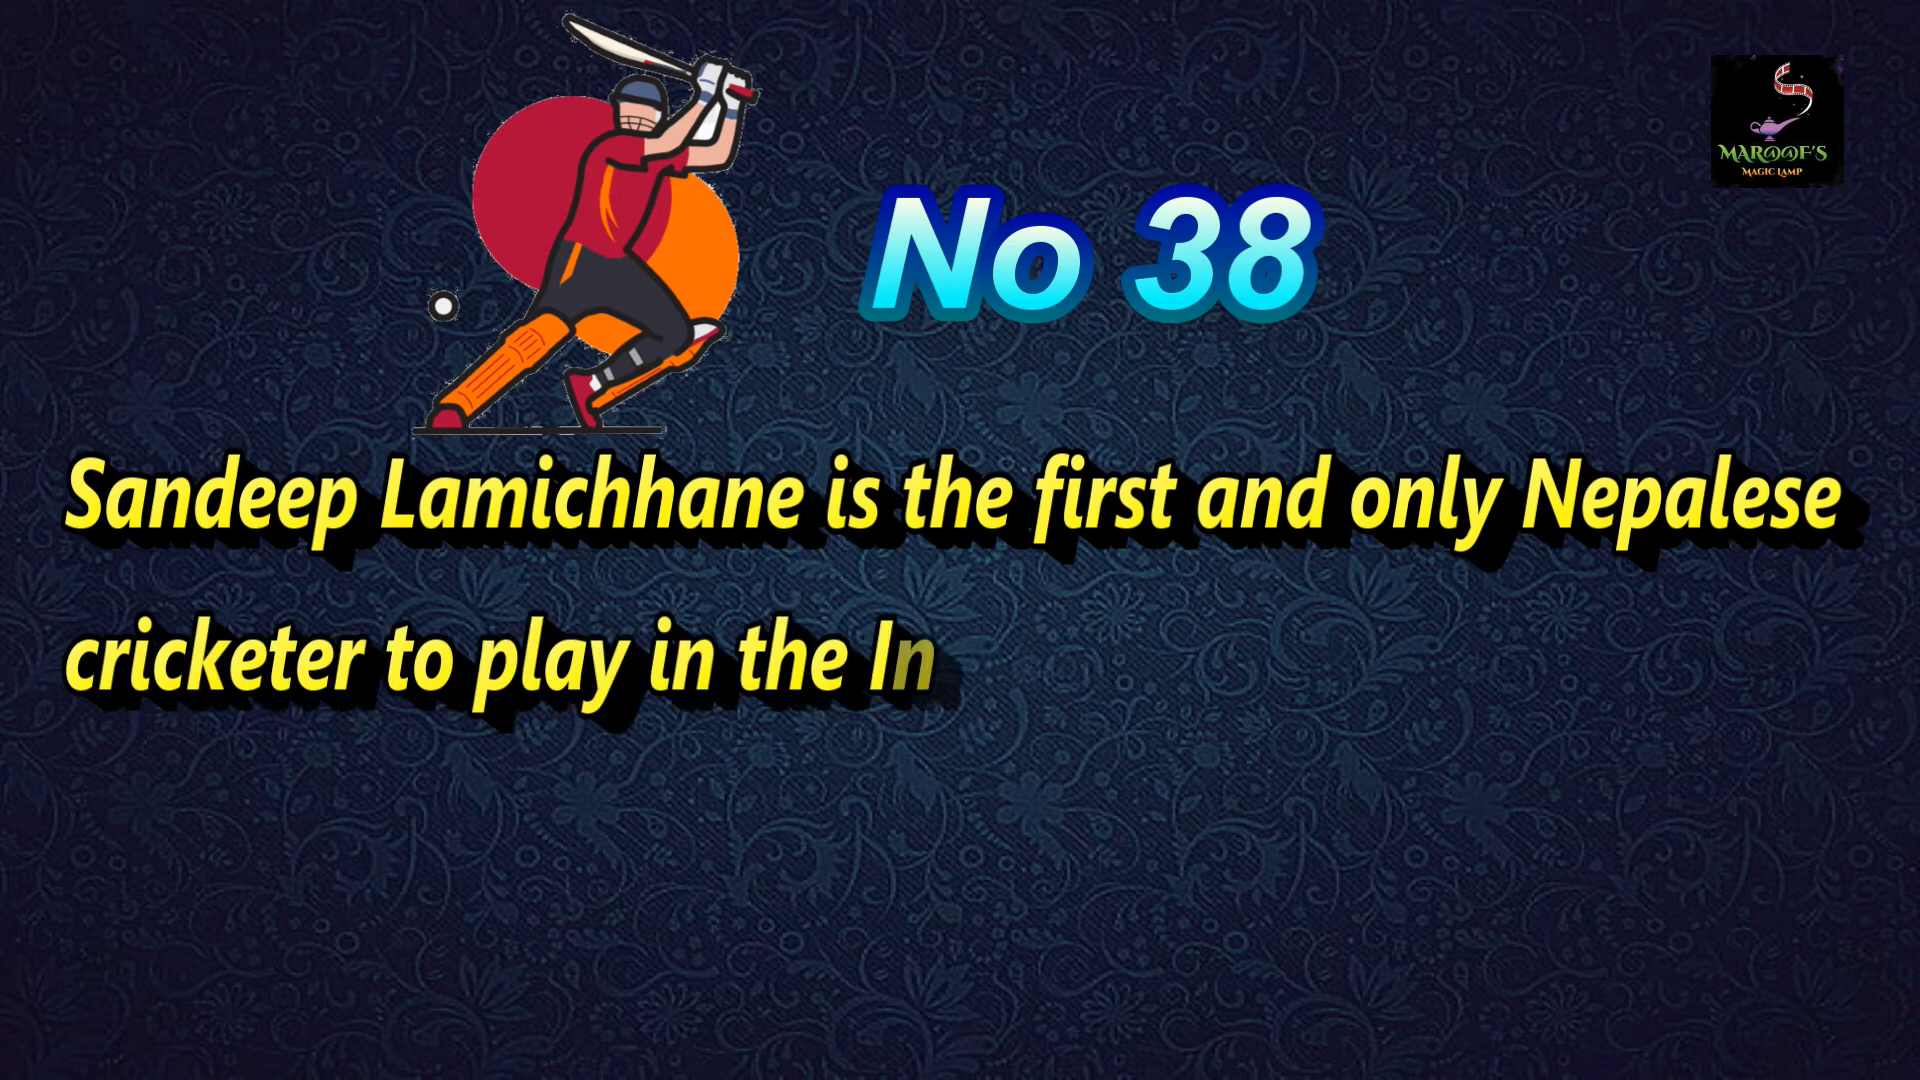 MAR@@F'S
MAGIC LAMP
No 38
Sandeep Lamichhane is the first and only Nepalese
cricketer to play in the In